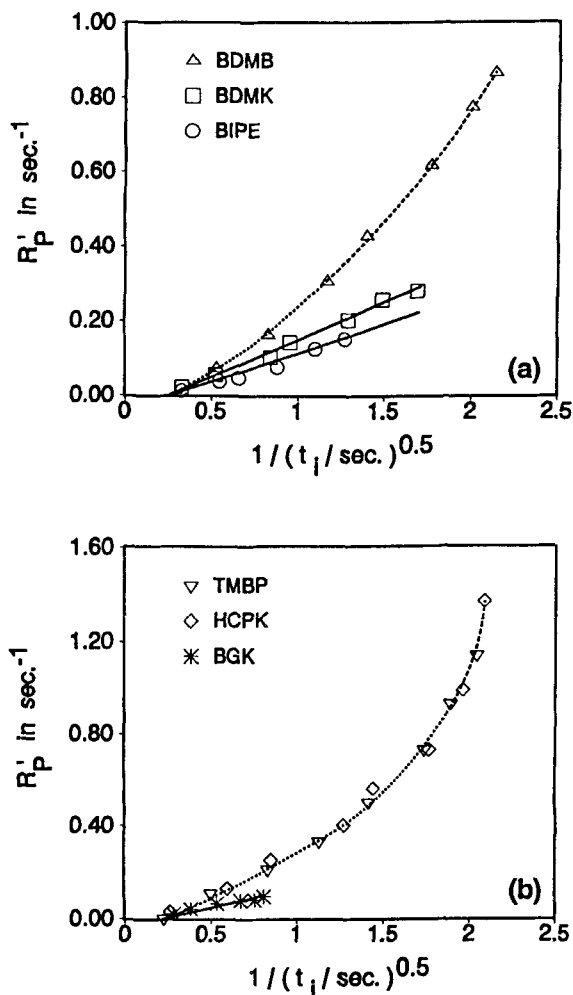 1.00
0.80
0.60
0.40
0.20
0.00
R'P in sec.-1
BDMB
BDMK
BIPE
(a)
0 0.5 1 1.5 2 2.5
1/(ti/sec.)0.5
1.60
1.20
0.80
0.40
0.00
R'P in sec.-1
TMBP
HCPK
BGK
(b)
0 0.5 1 1.5 2 2.5
1/(ti/sec.)0.5